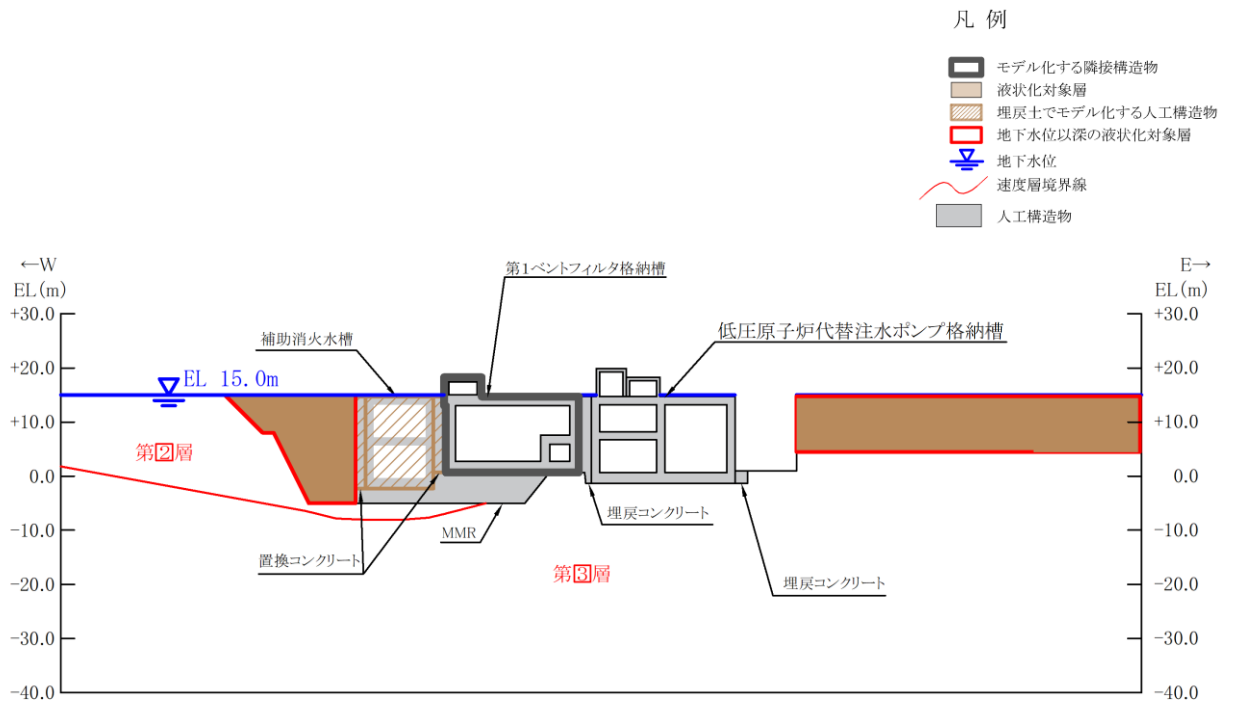 凡 例
モデル化する隣接構造物
液状化対象層
埋戻土でモデル化する人工構造物
地下水位以深の液状化対象層
地下水位
速度層境界線
人工構造物
←W
EL(m)
E→
EL(m)
第1ベントフィルタ格納槽
補助消火水槽
低圧原子炉代替注水ポンプ格納槽
EL 15.0m
+30.0
+20.0
+10.0
0.0
-10.0
-20.0
-30.0
-40.0
+30.0
+20.0
+10.0
0.0
-10.0
-20.0
-30.0
-40.0
第2層
第3層
置換コンクリート
MMR
埋戻コンクリート
埋戻コンクリート